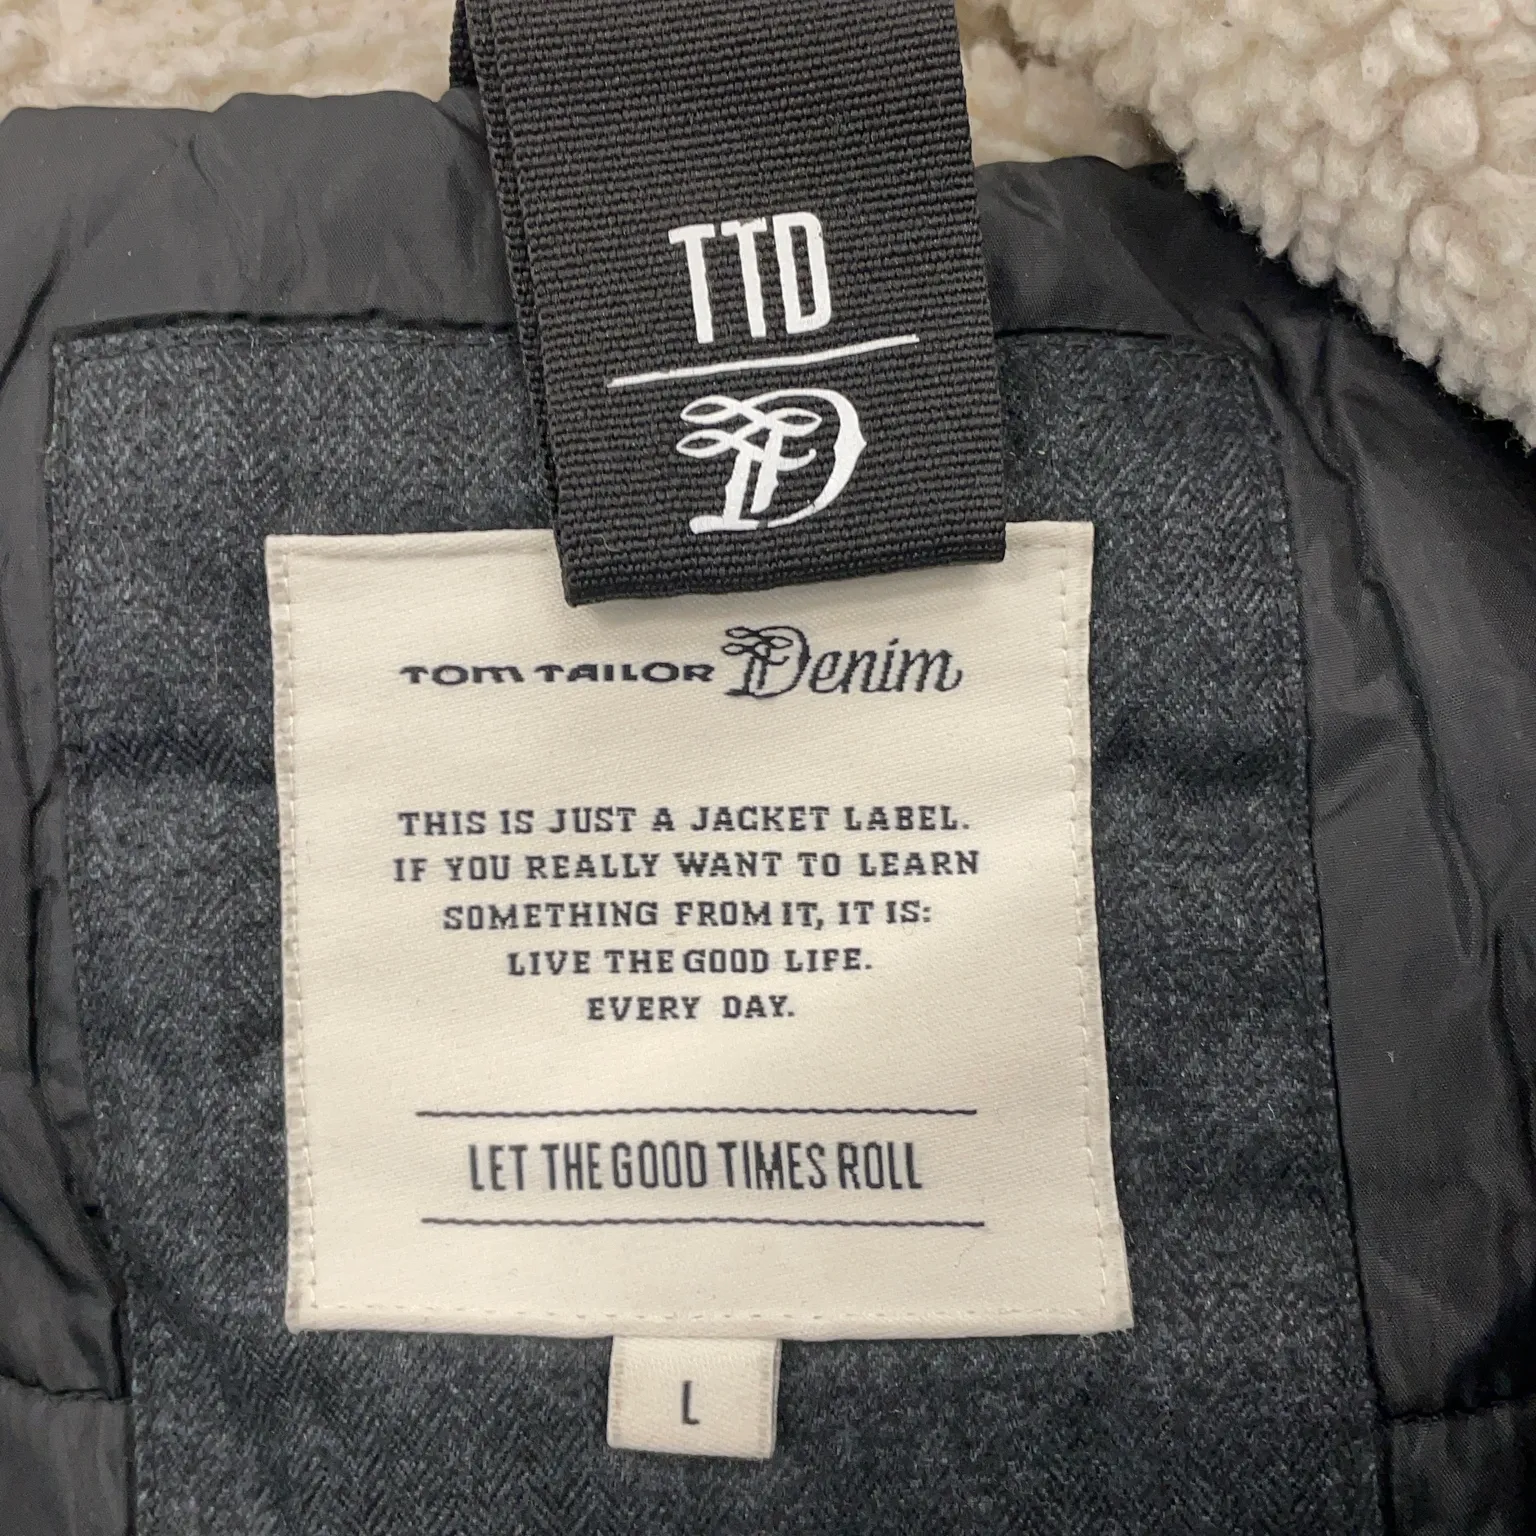 TTD
TOM TAILOR Denim
THIS IS JUST A JACKET LABEL.
IF YOU REALLY WANT TO LEARN
SOMETHING FROM IT, IT IS:
LIVE THE GOOD LIFE.
EVERY DAY.
LET THE GOOD TIMES ROLL
L